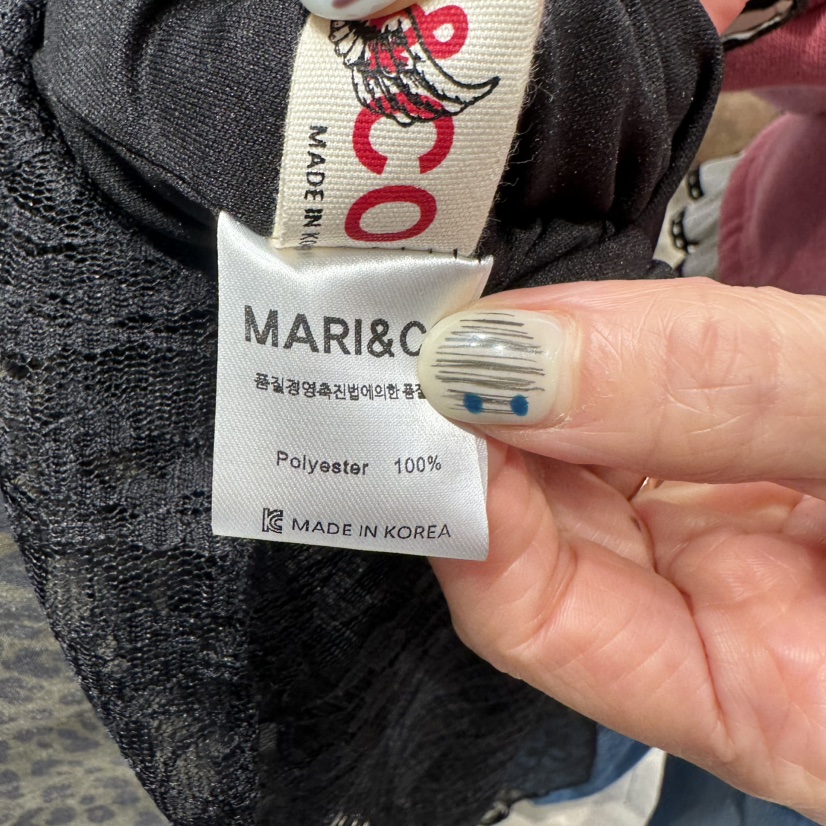 &CO
MADE IN
MARI&C
품질경영촉진법에의한 품질
Polyester 100%
KC MADE IN KOREA